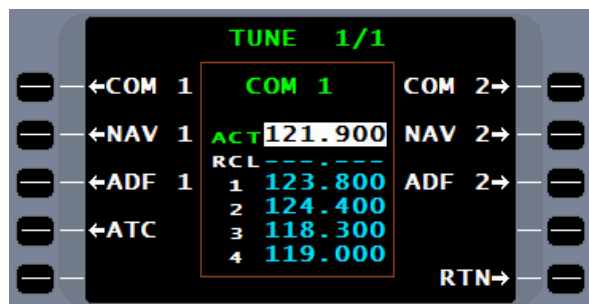 TUNE 1/1
COM 1
←COM 1
COM 2→
←NAV 1
ACT 121.900
NAV 2→
RCL ---.---
←ADF 1
1 123.800
ADF 2→
2 124.400
←ATC
3 118.300
4 119.000
RTN→